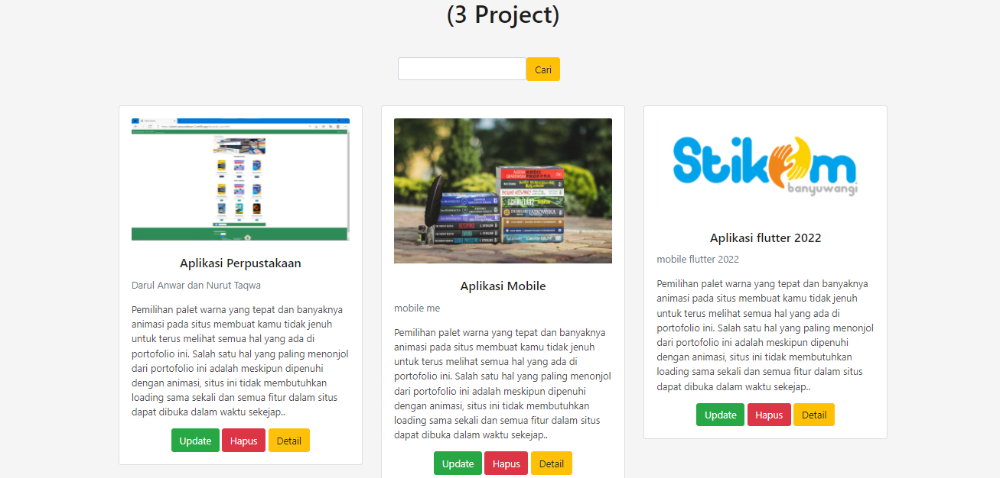 (3 Project)
Cari
Aplikasi Perpustakaan
Darul Anwar dan Nurut Taqwa
Pemilihan palet warna yang tepat dan banyaknya
animasi pada situs membuat kamu tidak jenuh
untuk terus melihat semua hal yang ada di
portofolio ini. Salah satu hal yang paling menonjol
dari portofolio ini adalah meskipun dipenuhi
dengan animasi, situs ini tidak membutuhkan
loading sama sekali dan semua fitur dalam situs
dapat dibuka dalam waktu sekejap..
Update Hapus Detail
Aplikasi Mobile
mobile me
Pemilihan palet warna yang tepat dan banyaknya
animasi pada situs membuat kamu tidak jenuh
untuk terus melihat semua hal yang ada di
portofolio ini. Salah satu hal yang paling menonjol
dari portofolio ini adalah meskipun dipenuhi
dengan animasi, situs ini tidak membutuhkan
loading sama sekali dan semua fitur dalam situs
dapat dibuka dalam waktu sekejap..
Update Hapus Detail
Stikom
banyuwangi
Aplikasi flutter 2022
mobile flutter 2022
Pemilihan palet warna yang tepat dan banyaknya
animasi pada situs membuat kamu tidak jenuh
untuk terus melihat semua hal yang ada di
portofolio ini. Salah satu hal yang paling menonjol
dari portofolio ini adalah meskipun dipenuhi
dengan animasi, situs ini tidak membutuhkan
loading sama sekali dan semua fitur dalam situs
dapat dibuka dalam waktu sekejap..
Update Hapus Detail